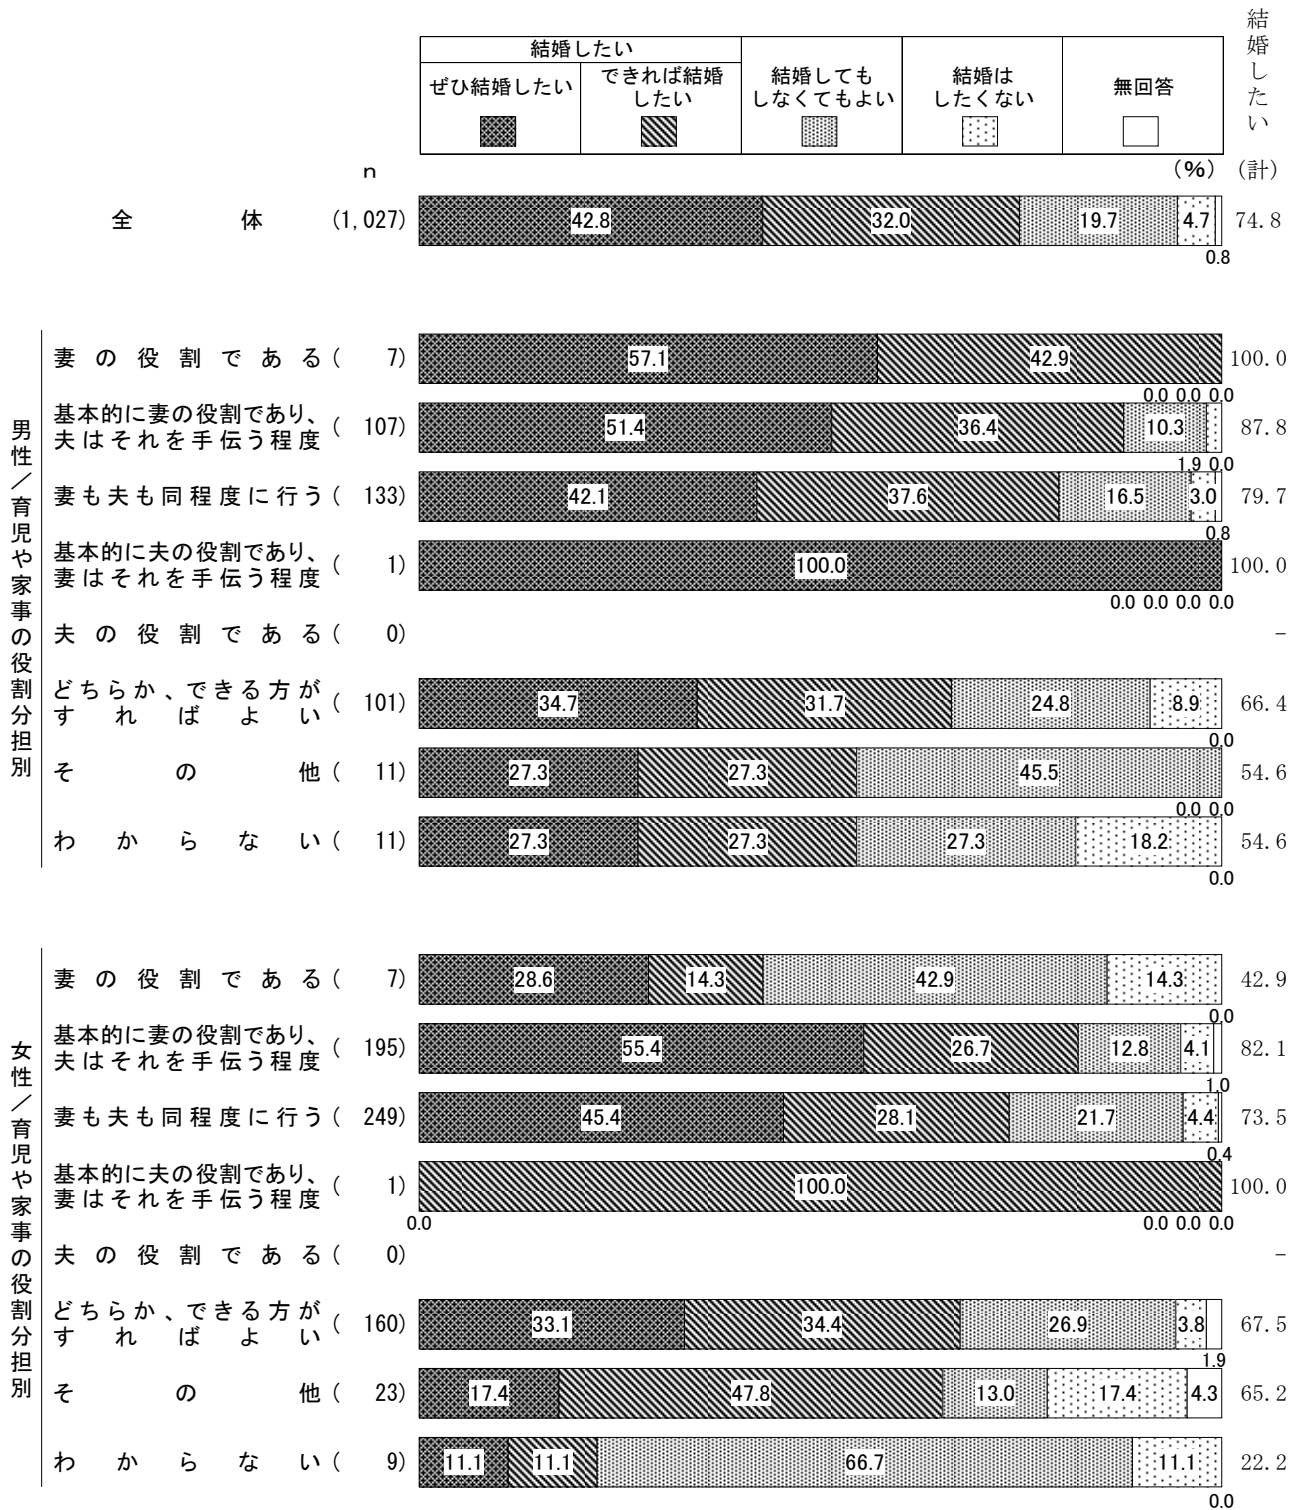 結婚したい
結婚したい
ぜひ結婚したい
できれば結婚
したい
結婚しても
しなくてもよい
結婚は
したくない
無回答
n
(%)
(計)
全体 (1,027) 42.8 32.0 19.7 4.7 74.8
0.8
男性/育児や家事の役割分担別
妻の役割である ( 7) 57.1 42.9 100.0
0.0 0.0 0.0
基本的に妻の役割であり、
夫はそれを手伝う程度 ( 107) 51.4 36.4 10.3 87.8
1.9 0.0
妻も夫も同程度に行う ( 133) 42.1 37.6 16.5 3.0 79.7
0.8
基本的に夫の役割であり、
妻はそれを手伝う程度 ( 1) 100.0 100.0
0.0 0.0 0.0 0.0
夫の役割である ( 0) -
どちらか、できる方が
すればよい ( 101) 34.7 31.7 24.8 8.9 66.4
0.0
その他 ( 11) 27.3 27.3 45.5 54.6
0.0 0.0
わからない ( 11) 27.3 27.3 27.3 18.2 54.6
0.0
女性/育児や家事の役割分担別
妻の役割である ( 7) 28.6 14.3 42.9 14.3 42.9
0.0
基本的に妻の役割であり、
夫はそれを手伝う程度 ( 195) 55.4 26.7 12.8 4.1 82.1
1.0
妻も夫も同程度に行う ( 249) 45.4 28.1 21.7 4.4 73.5
0.4
基本的に夫の役割であり、
妻はそれを手伝う程度 ( 1) 100.0 100.0
0.0 0.0 0.0 0.0
夫の役割である ( 0) -
どちらか、できる方が
すればよい ( 160) 33.1 34.4 26.9 3.8 67.5
1.9
その他 ( 23) 17.4 47.8 13.0 17.4 4.3 65.2
わからない ( 9) 11.1 11.1 66.7 11.1 22.2
0.0